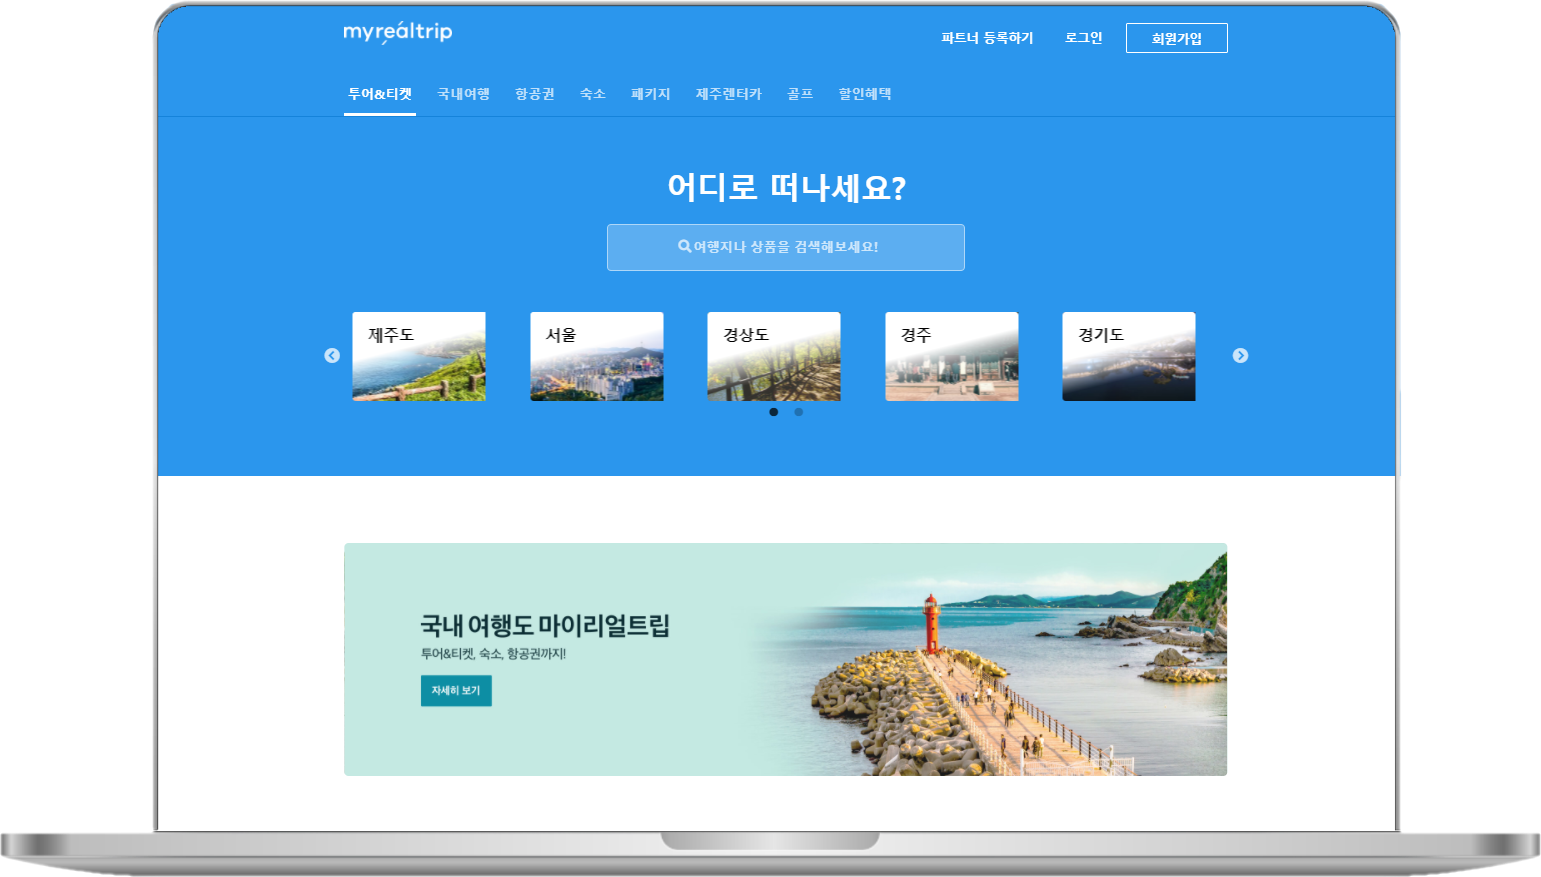 myrealtrip
파트너 등록하기 로그인 회원가입
투어&티켓 국내여행 항공권 숙소 패키지 제주렌터카 골프 할인혜택
어디로 떠나세요?
여행지나 상품을 검색해보세요!
제주도 서울 경상도 경주 경기도
국내 여행도 마이리얼트립
투어&티켓, 숙소, 항공권까지!
자세히 보기